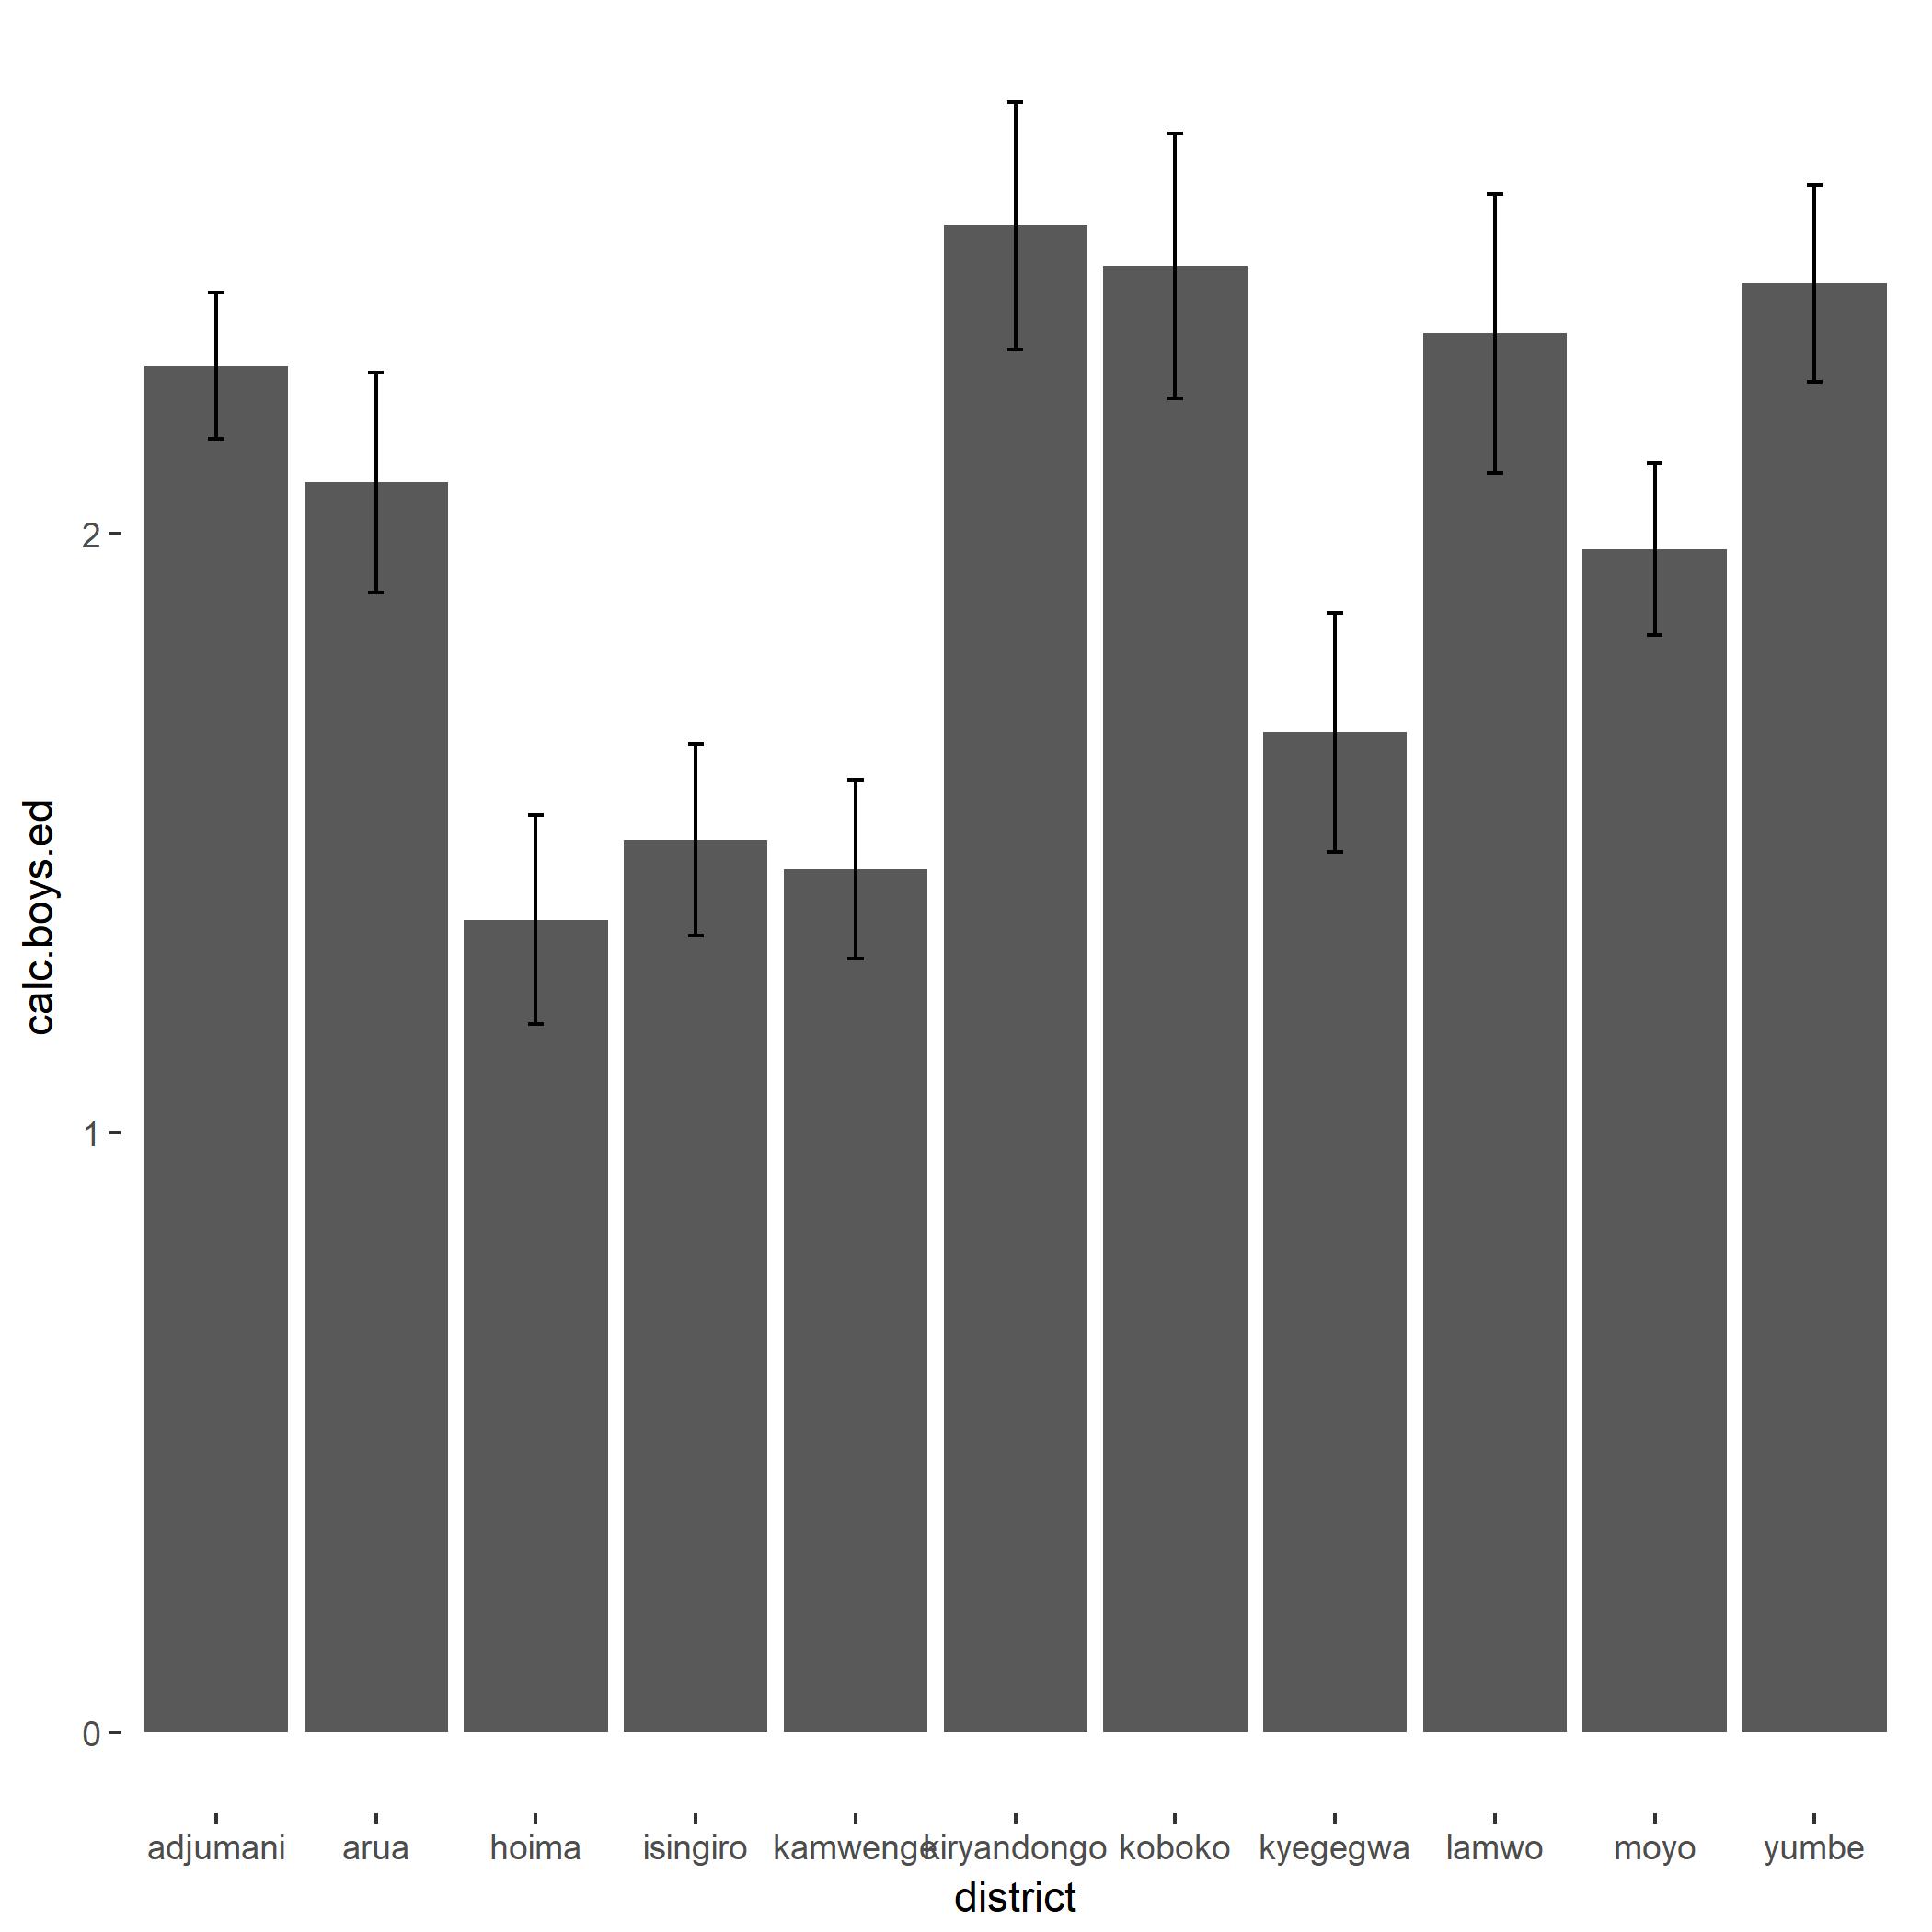 calc.boys.ed
2
1
0
adjumani arua hoima isingiro kamwenge kiryandongo koboko kyegegwa lamwo moyo yumbe
district